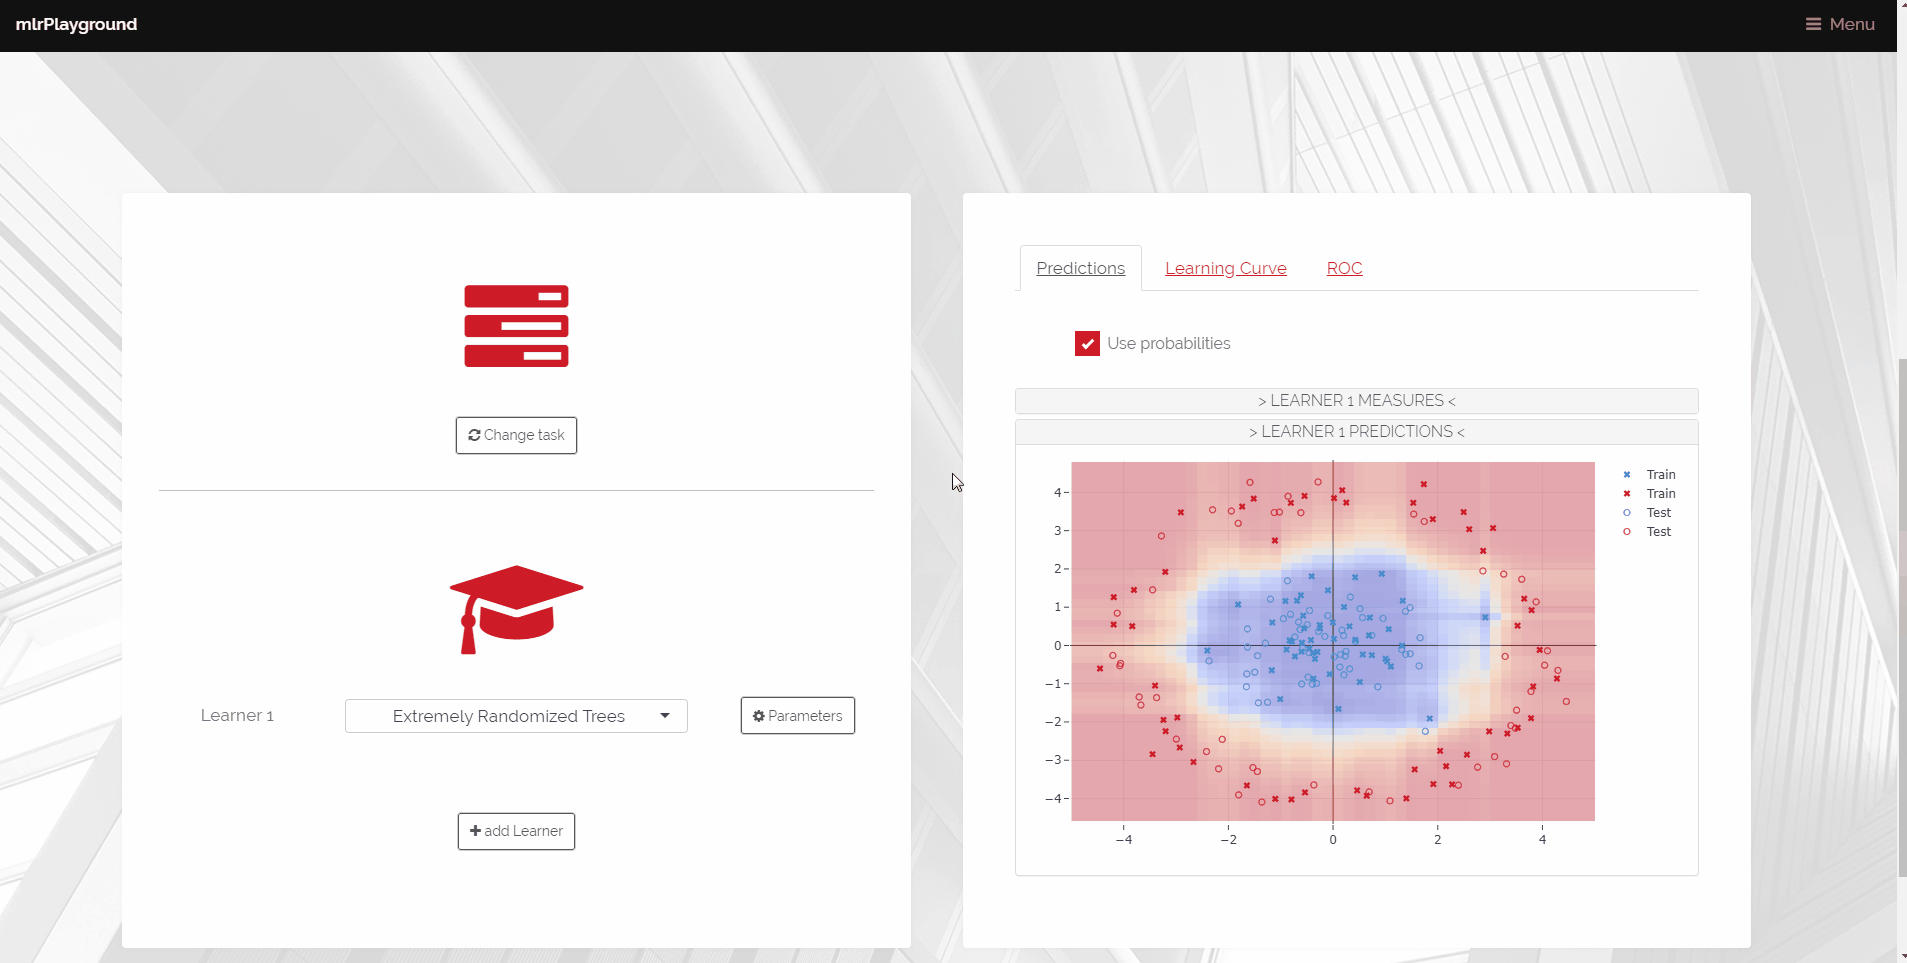 mlrPlayground
Menu
Change task
Learner 1
Extremely Randomized Trees
Parameters
add Learner
Predictions
Learning Curve
ROC
Use probabilities
> LEARNER 1 MEASURES <
> LEARNER 1 PREDICTIONS <
4
3
2
1
0
−1
−2
−3
−4
−4
−2
0
2
4
Train
Train
Test
Test